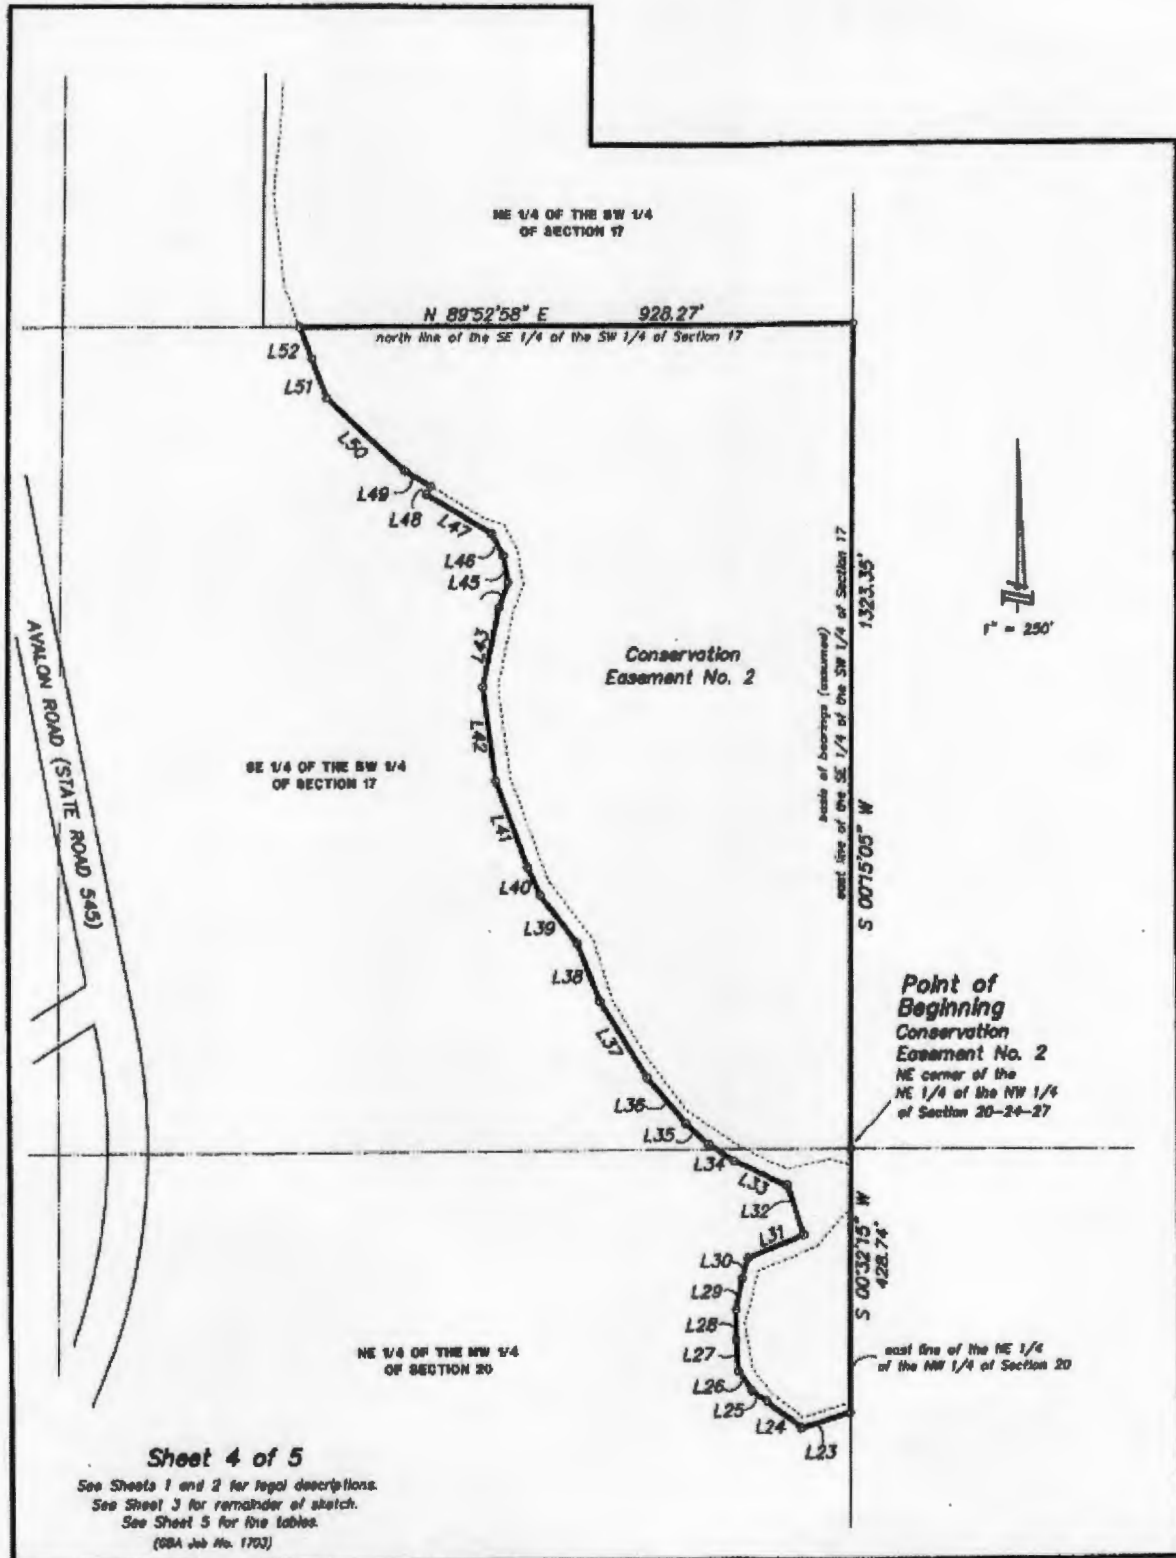 NE 1/4 OF THE SW 1/4
OF SECTION 17
N 89°52'58" E 928.27'
north line of the SE 1/4 of the SW 1/4 of Section 17
L52
L51
L50
L49
L48
L47
L46
L45
L43
L42
L41
L40
L39
L38
L37
L36
L35
L34
L33
L32
L31
L30
L29
L28
L27
L26
L25
L24
L23
Conservation
Easement No. 2
basis of bearings (assumed)
east line of the SE 1/4 of the SW 1/4 of Section 17
S 00°15'05" W 1323.35'
1" = 250'
AVALON ROAD (STATE ROAD 545)
SE 1/4 OF THE SW 1/4
OF SECTION 17
Point of
Beginning
Conservation
Easement No. 2
NE corner of the
NE 1/4 of the NW 1/4
of Section 20-24-27
S 00°32'15" W
428.74'
east line of the NE 1/4
of the NW 1/4 of Section 20
NE 1/4 OF THE NW 1/4
OF SECTION 20
Sheet 4 of 5
See Sheets 1 and 2 for legal descriptions.
See Sheet 3 for remainder of sketch.
See Sheet 5 for line tables.
(GBA Job No. 1703)